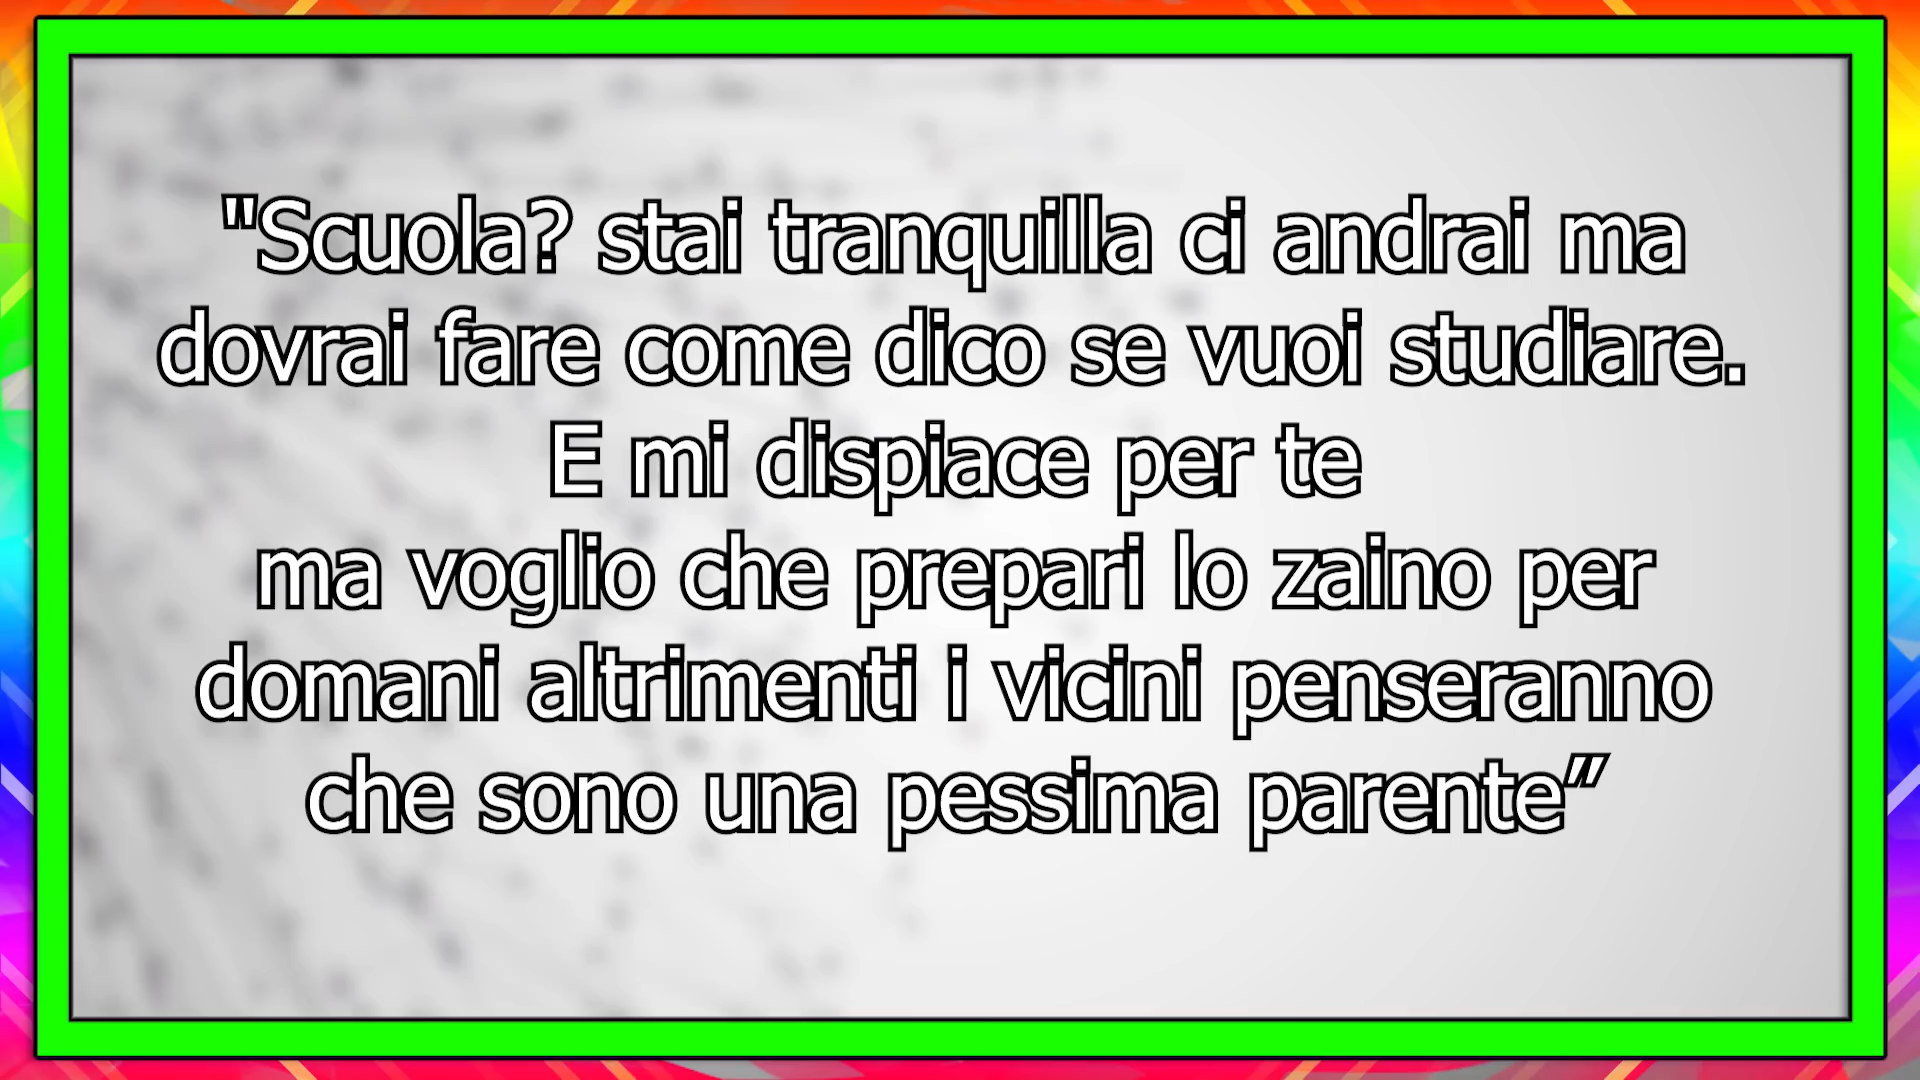 "Scuola? stai tranquilla ci andrai ma
dovrai fare come dico se vuoi studiare.
E mi dispiace per te
ma voglio che prepari lo zaino per
domani altrimenti i vicini penseranno
che sono una pessima parente”